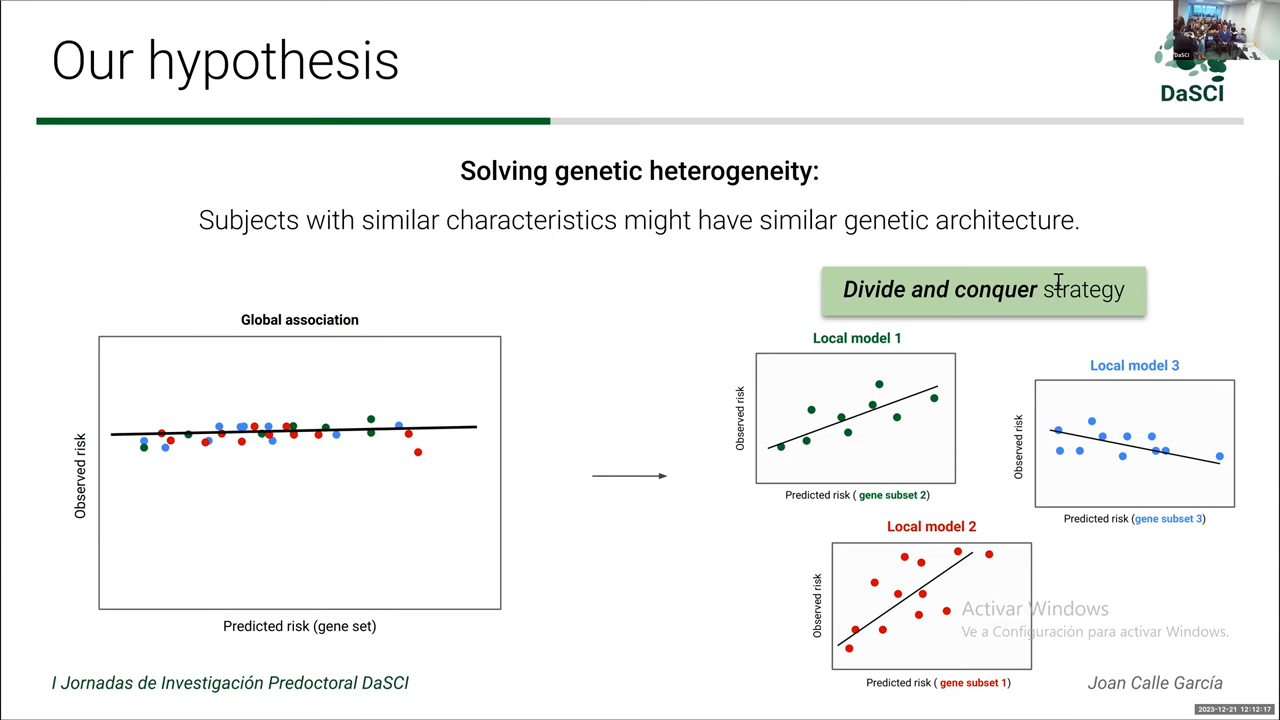 Our hypothesis
DaSCI
DaSCI
Solving genetic heterogeneity:
Subjects with similar characteristics might have similar genetic architecture.
Divide and conquer strategy
Global association
Observed risk
Predicted risk (gene set)
Local model 1
Observed risk
Predicted risk ( gene subset 2)
Local model 3
Observed risk
Predicted risk (gene subset 3)
Local model 2
Observed risk
Predicted risk ( gene subset 1)
Activar Windows
Ve a Configuración para activar Windows.
I Jornadas de Investigación Predoctoral DaSCI
Joan Calle García
2023-12-21 12:12:17